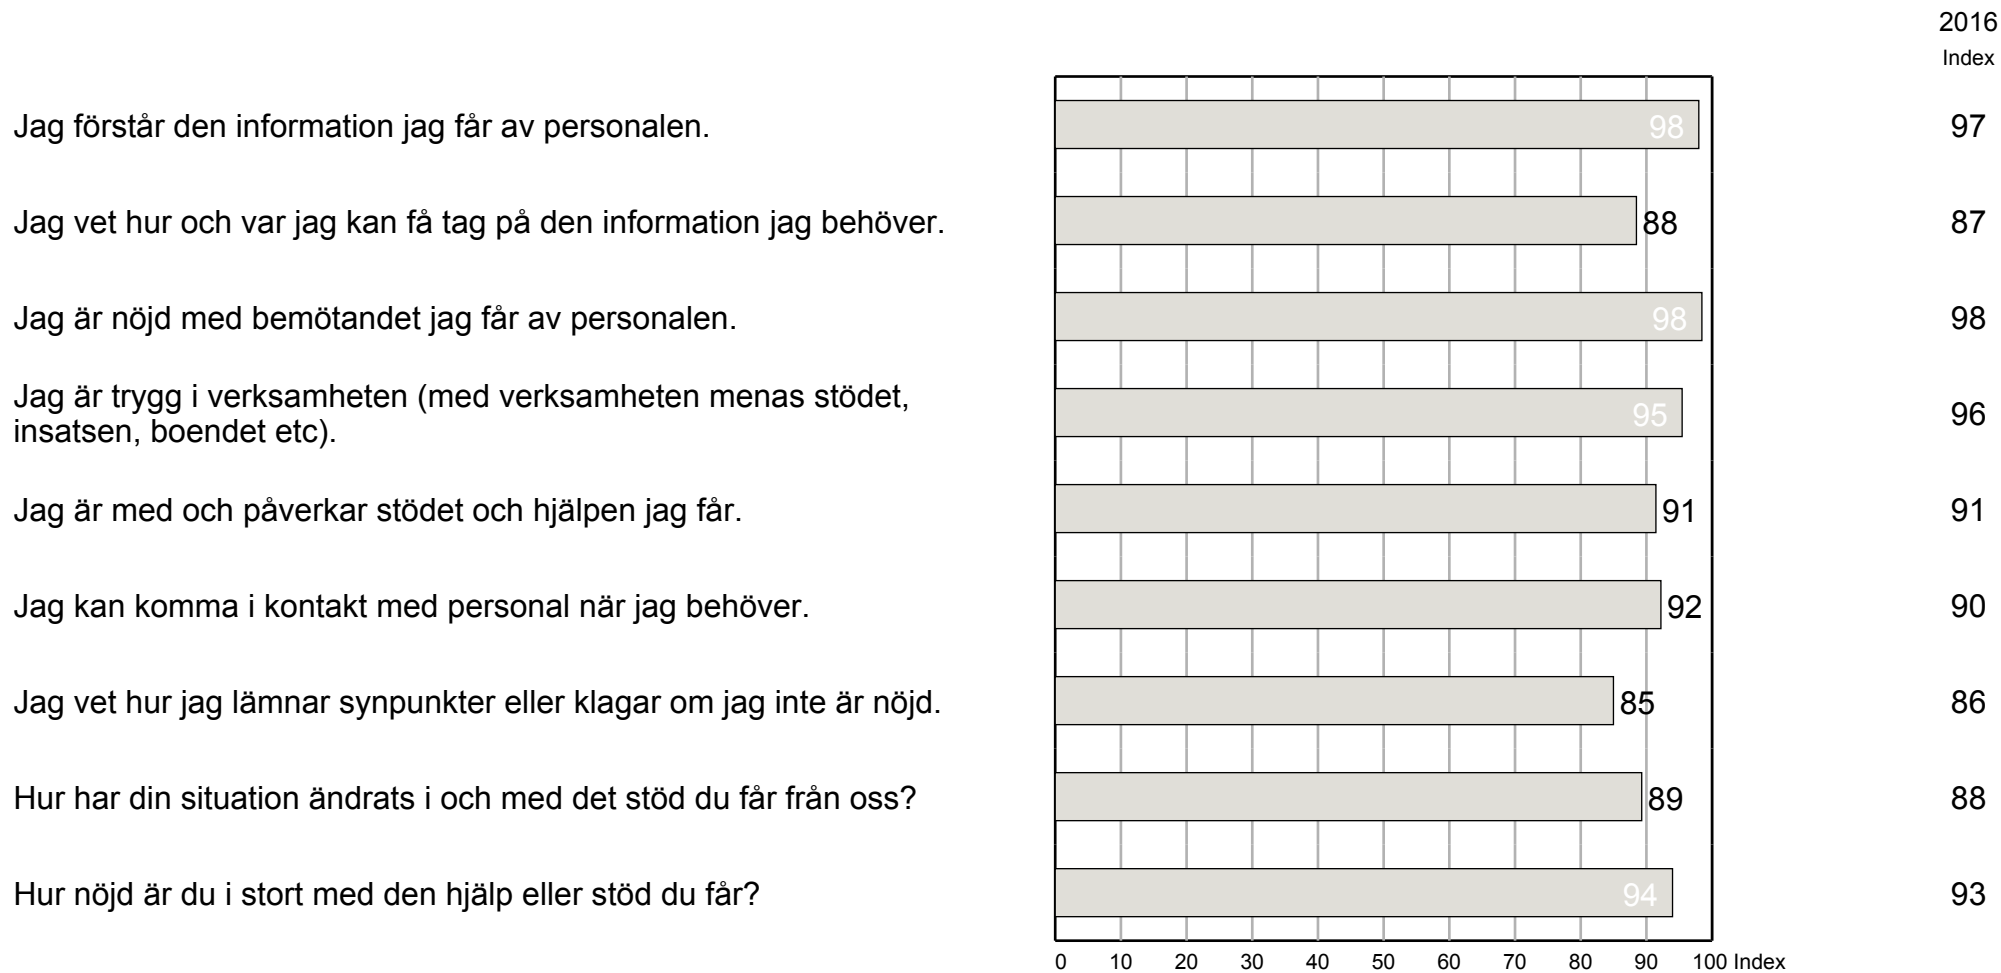 2016
Index
Jag förstår den information jag får av personalen. 98 97
Jag vet hur och var jag kan få tag på den information jag behöver. 88 87
Jag är nöjd med bemötandet jag får av personalen. 98 98
Jag är trygg i verksamheten (med verksamheten menas stödet,
insatsen, boendet etc). 95 96
Jag är med och påverkar stödet och hjälpen jag får. 91 91
Jag kan komma i kontakt med personal när jag behöver. 92 90
Jag vet hur jag lämnar synpunkter eller klagar om jag inte är nöjd. 85 86
Hur har din situation ändrats i och med det stöd du får från oss? 89 88
Hur nöjd är du i stort med den hjälp eller stöd du får? 94 93
0 10 20 30 40 50 60 70 80 90 100 Index